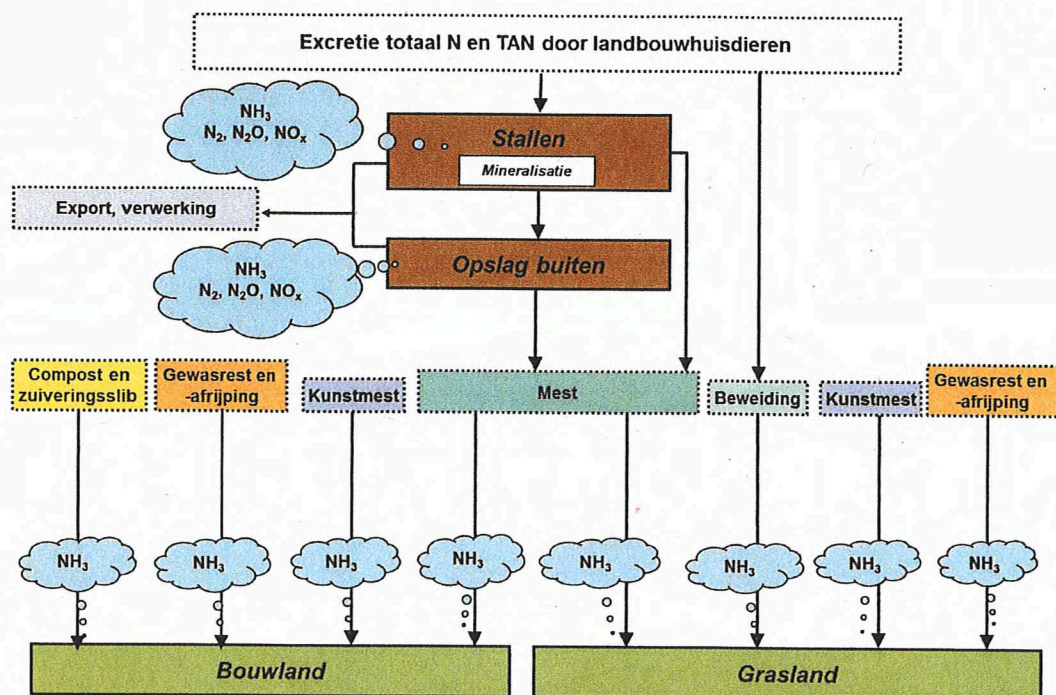 Excretie totaal N en TAN door landbouwhuisdieren
NH₃
N₂, N₂O, NOₓ
Stallen
Mineralisatie
Export, verwerking
Opslag buiten
NH₃
N₂, N₂O, NOₓ
Compost en
zuiveringsslib
Gewasrest en
-afrijping
Kunstmest
Mest
Beweiding
Kunstmest
Gewasrest en
-afrijping
NH₃
NH₃
NH₃
NH₃
NH₃
NH₃
NH₃
NH₃
Bouwland
Grasland